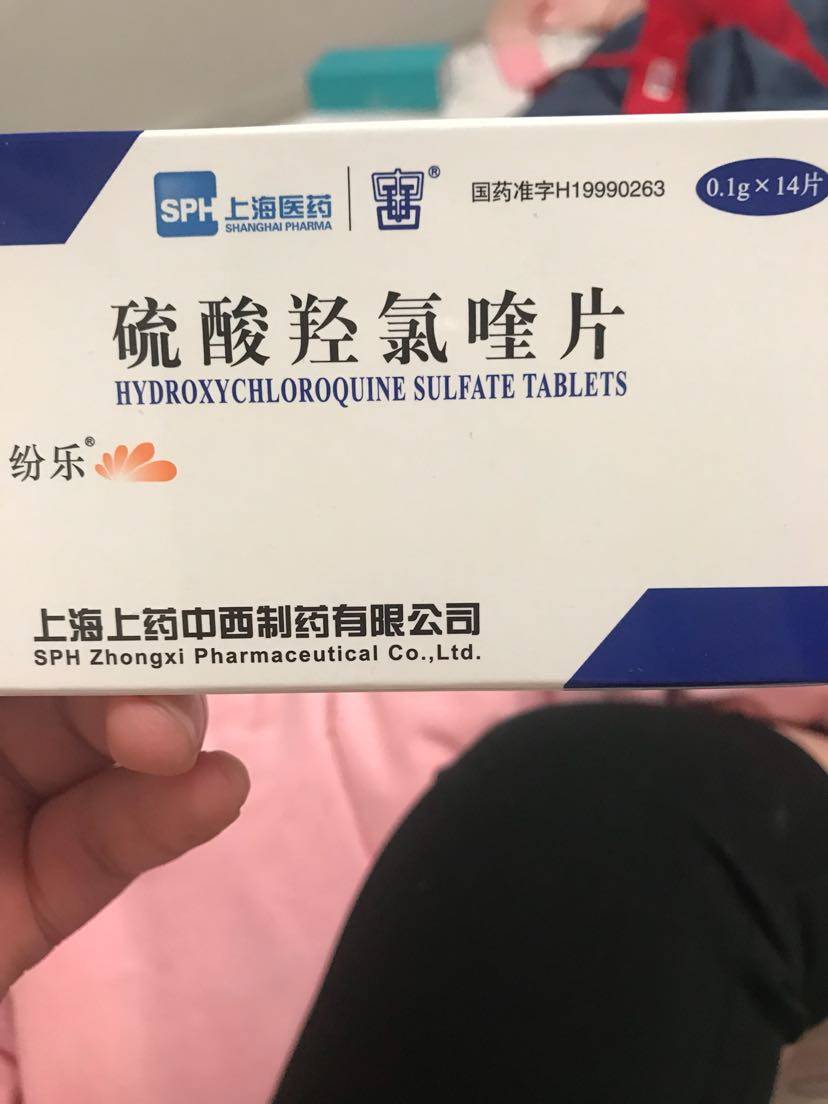 SPH 上海医药
SHANGHAI PHARMA
®
国药准字H19990263
0.1g×14片
硫酸羟氯喹片
HYDROXYCHLOROQUINE SULFATE TABLETS
纷乐®
上海上药中西制药有限公司
SPH Zhongxi Pharmaceutical Co.,Ltd.